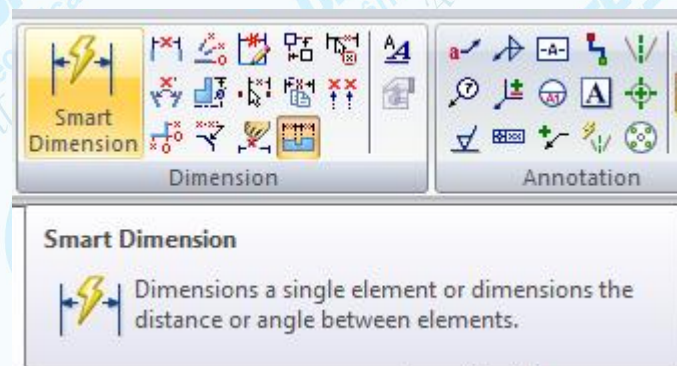 Smart
Dimension
Dimension
Annotation
Smart Dimension
Dimensions a single element or dimensions the
distance or angle between elements.